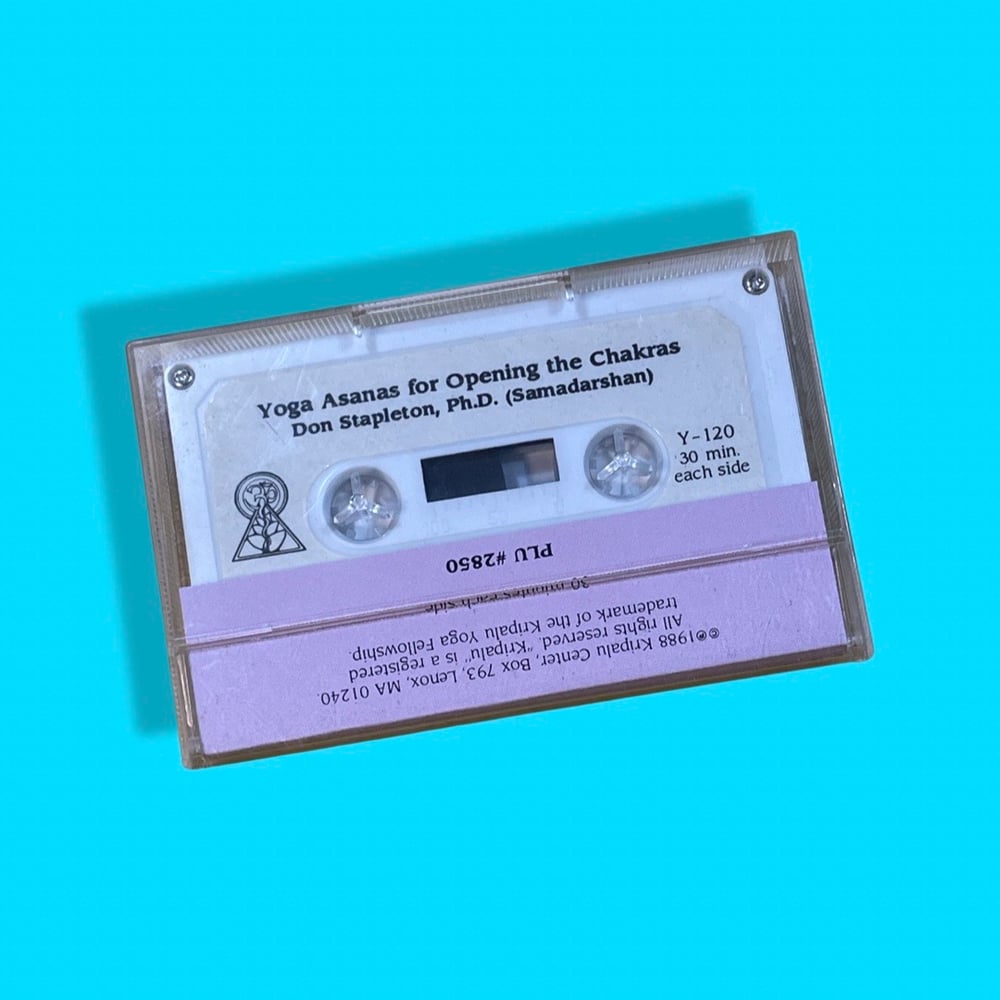 Yoga Asanas for Opening the Chakras
Don Stapleton, Ph.D. (Samadarshan)
Y-120
30 min.
each side
PLU #2850
©℗1988 Kripalu Center, Box 793, Lenox, MA 01240.
All rights reserved. "Kripalu" is a registered
trademark of the Kripalu Yoga Fellowship.
30 minutes each side